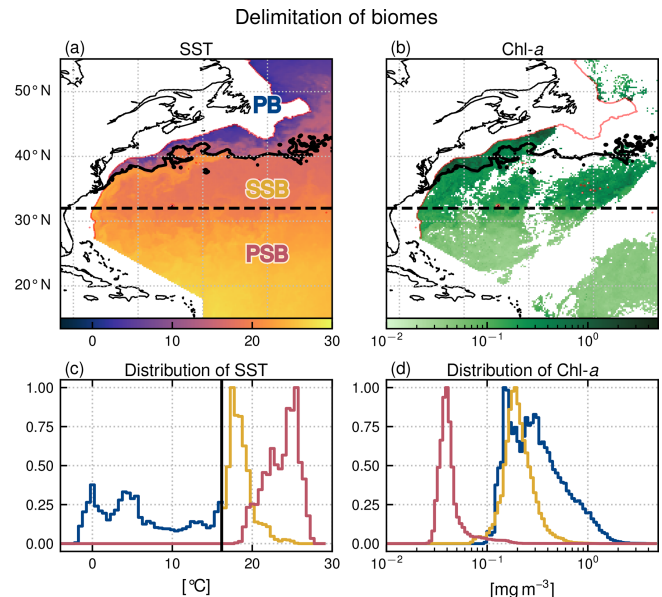 Delimitation of biomes
(a) SST
(b) Chl-a
50°N
40°N
30°N
20°N
PB
SSB
PSB
0 10 20 30
10⁻² 10⁻¹ 10⁰
(c) Distribution of SST
(d) Distribution of Chl-a
1.00
0.75
0.50
0.25
0.00
1.00
0.75
0.50
0.25
0.00
0 10 20 30
10⁻² 10⁻¹ 10⁰
[°C]
[mg m⁻³]